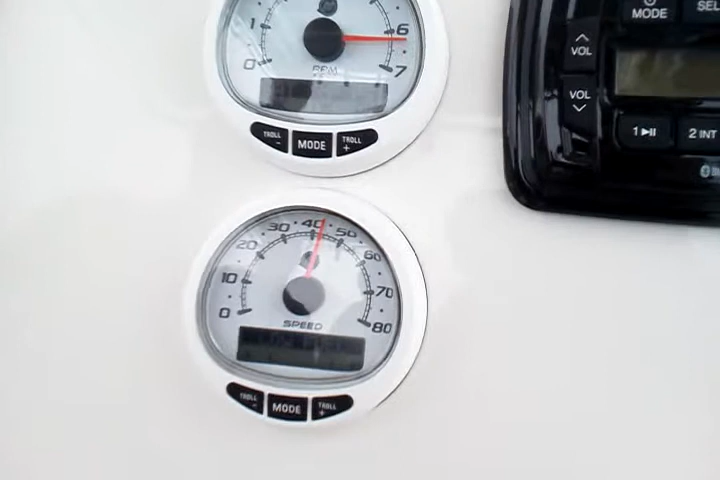 1
6
0
7
RPM
TROLL -
MODE
TROLL +
MODE
SEL
VOL
VOL
1
2 INT
0
10
20
30
40
50
60
70
80
SPEED
TROLL -
MODE
TROLL +